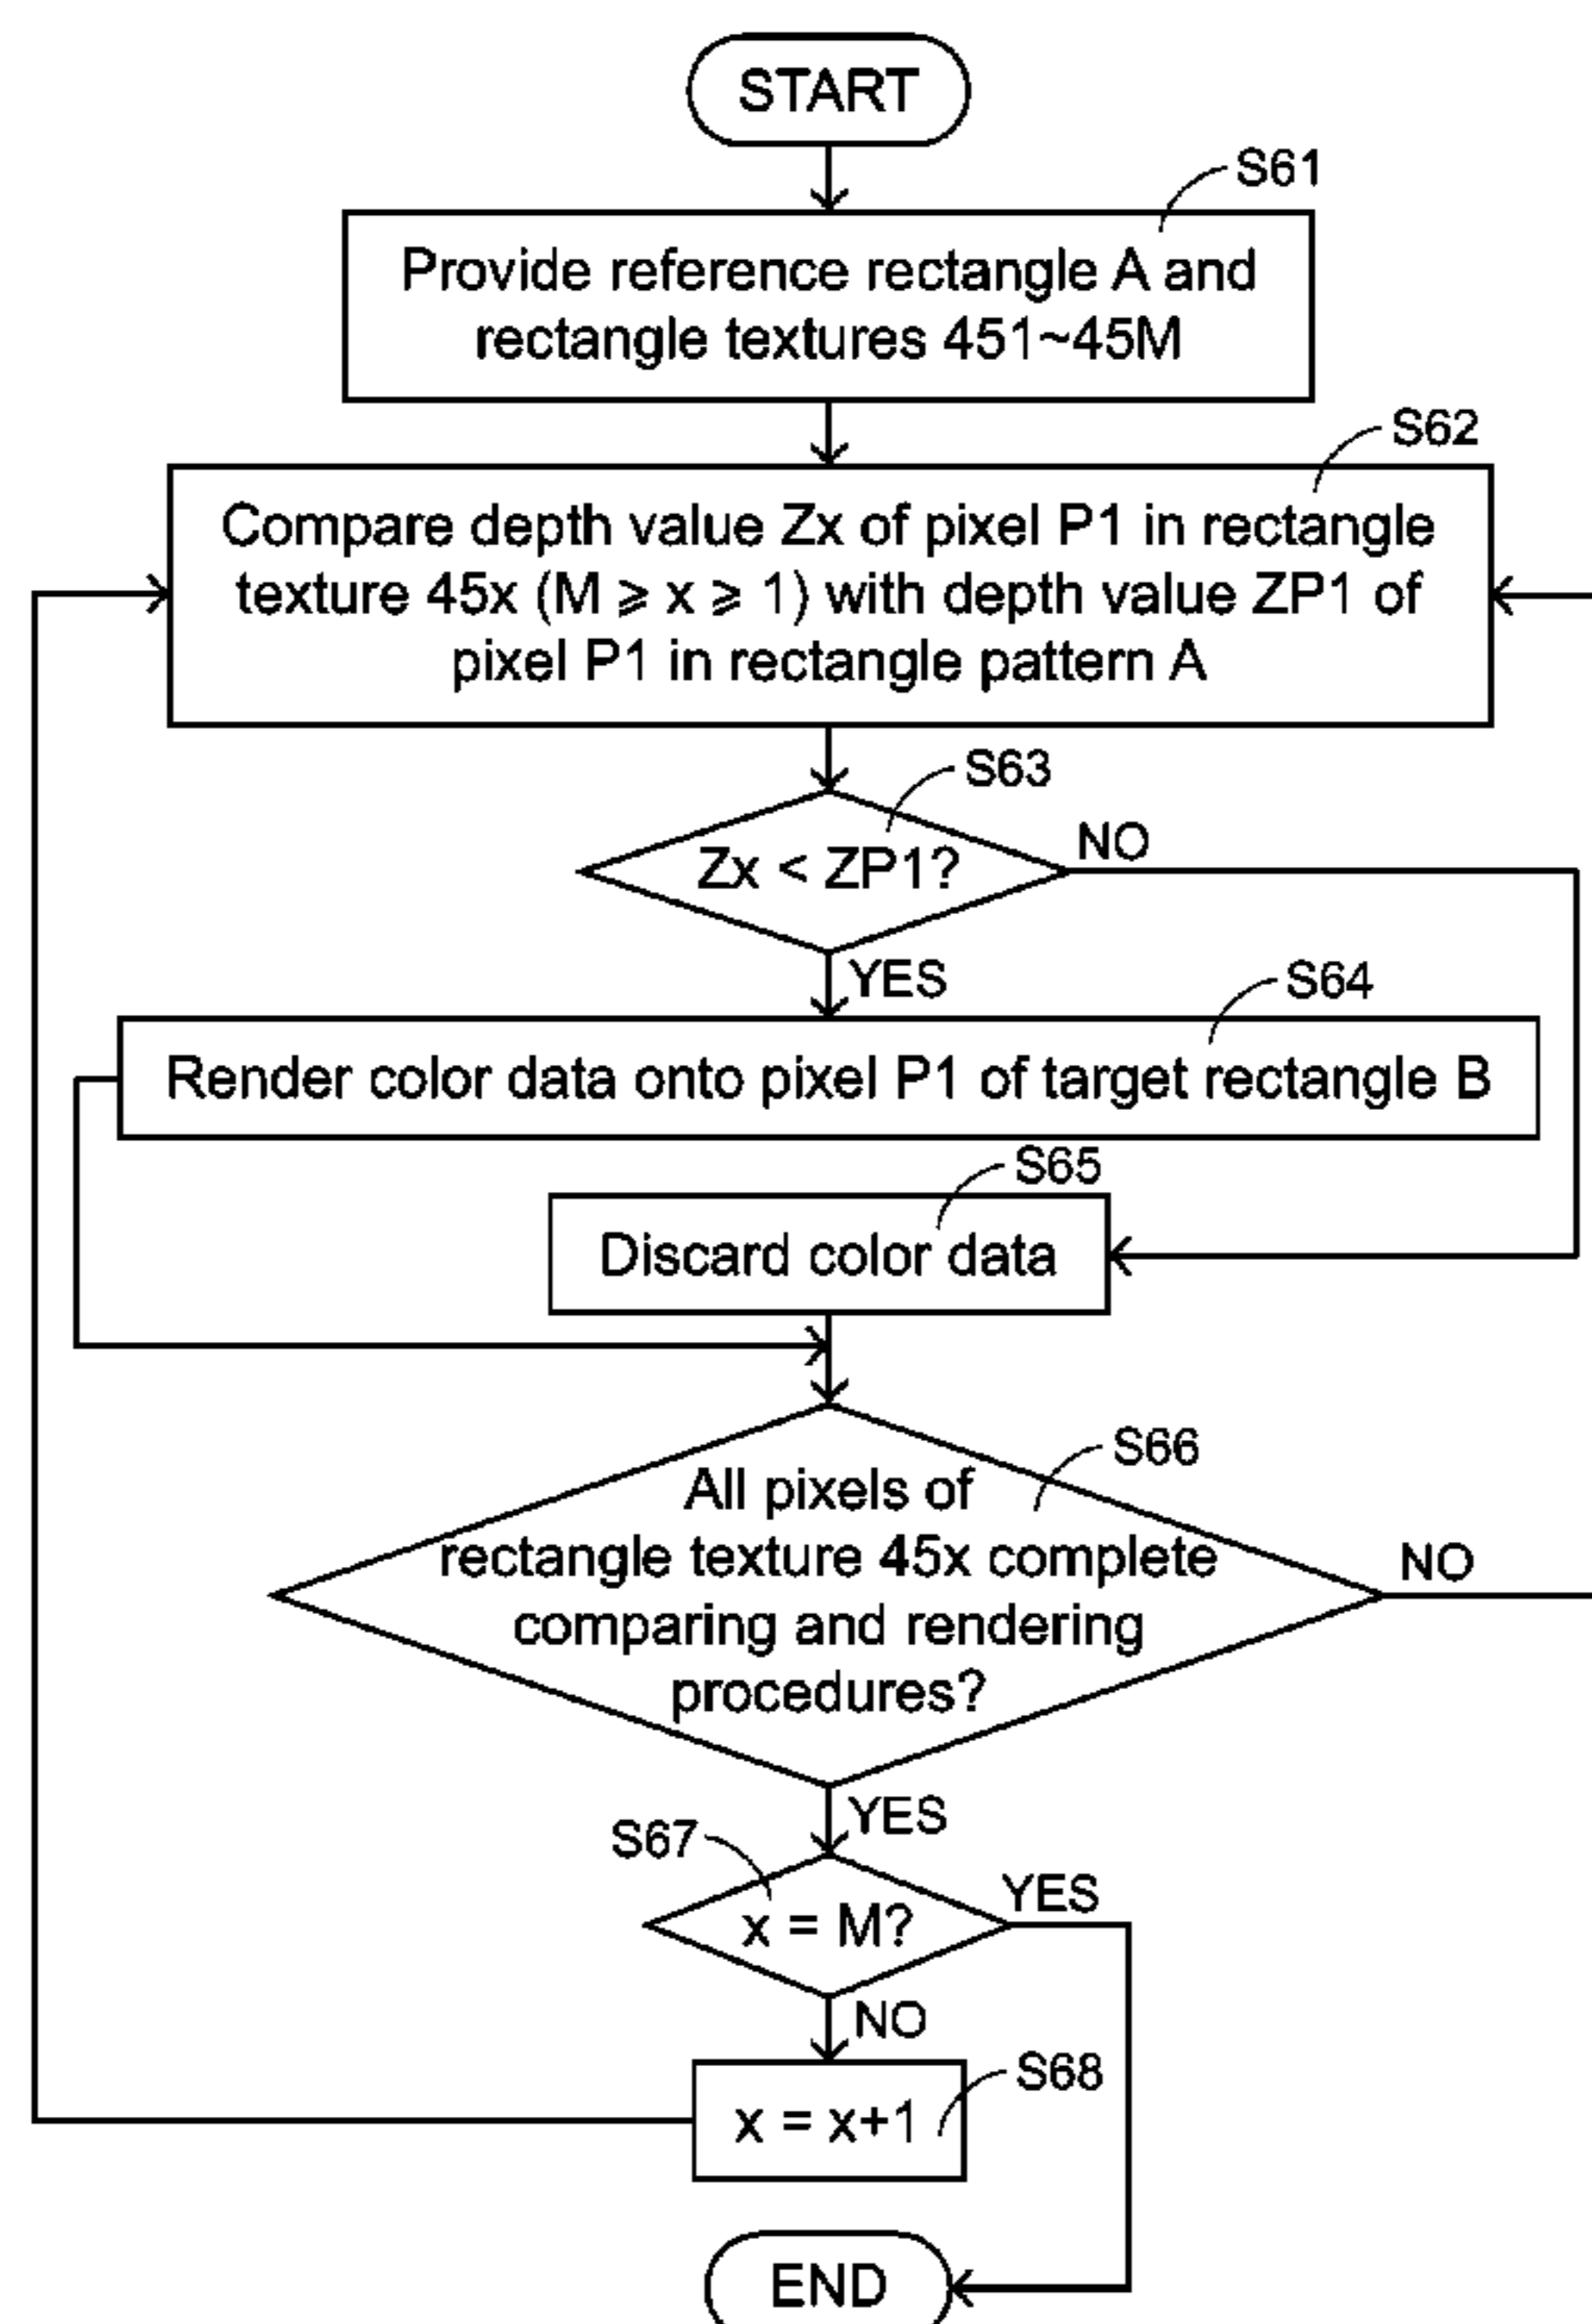 START
S61
Provide reference rectangle A and
rectangle textures 451~45M
S62
Compare depth value Zx of pixel P1 in rectangle
texture 45x (M ⩾ x ⩾ 1) with depth value ZP1 of
pixel P1 in rectangle pattern A
S63
Zx < ZP1?
NO
YES
S64
Render color data onto pixel P1 of target rectangle B
S65
Discard color data
S66
All pixels of
rectangle texture 45x complete
comparing and rendering
procedures?
NO
YES
S67
x = M?
YES
NO
S68
x = x+1
END